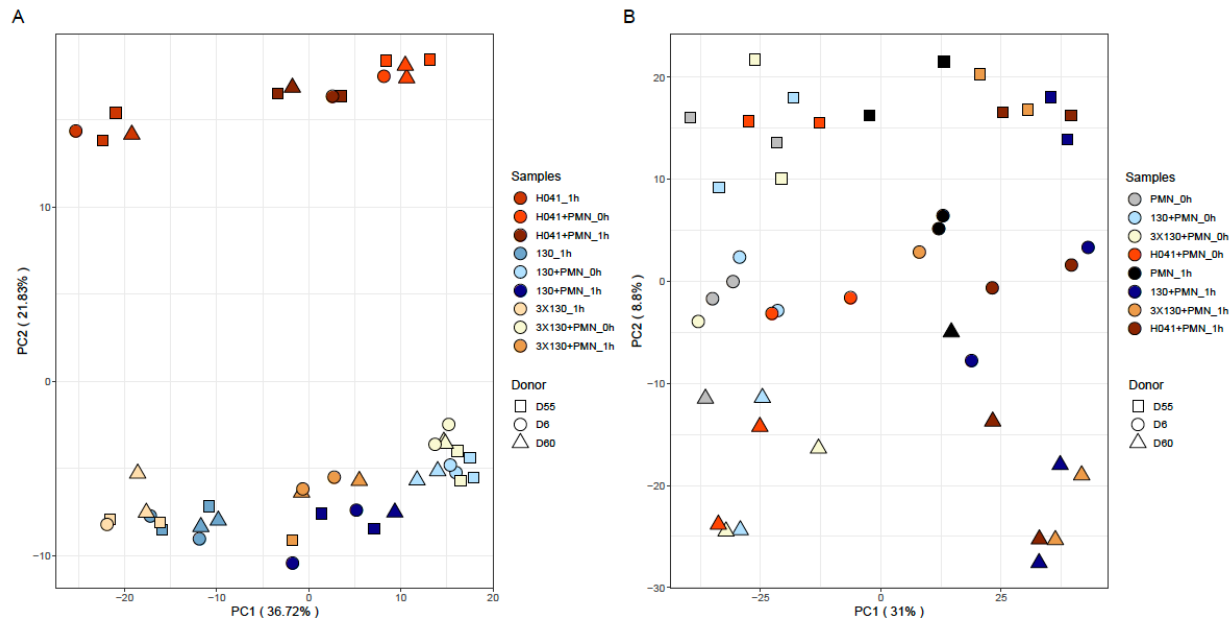 A
B
PC2 ( 21.83% )
10
0
−10
−20
−10
0
10
20
PC1 ( 36.72% )
Samples
H041_1h
H041+PMN_0h
H041+PMN_1h
130_1h
130+PMN_0h
130+PMN_1h
3X130_1h
3X130+PMN_0h
3X130+PMN_1h
Donor
D55
D6
D60
PC2 ( 8.8% )
20
10
0
−10
−20
−30
−25
0
25
PC1 ( 31% )
Samples
PMN_0h
130+PMN_0h
3X130+PMN_0h
H041+PMN_0h
PMN_1h
130+PMN_1h
3X130+PMN_1h
H041+PMN_1h
Donor
D55
D6
D60